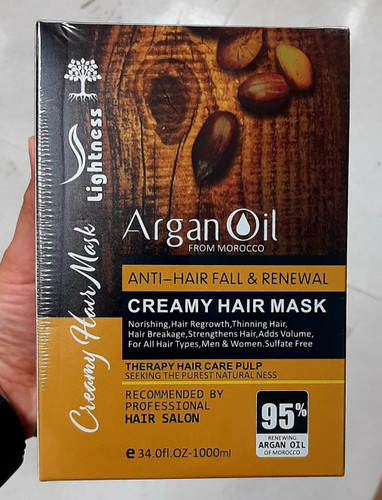 Creamy Hair Mask
Lightness
Argan Oil
FROM MOROCCO
ANTI-HAIR FALL & RENEWAL
CREAMY HAIR MASK
Norishing,Hair Regrowth,Thinning Hair,
Hair Breakage,Strengthens Hair,Adds Volume,
For All Hair Types,Men & Women.Sulfate Free
THERAPY HAIR CARE PULP
SEEKING THE PUREST NATURAL NESS
RECOMMENDED BY
PROFESSIONAL
HAIR SALON
95%
RENEWING
ARGAN OIL
OF MOROCCO
e 34.0fl.OZ-1000ml